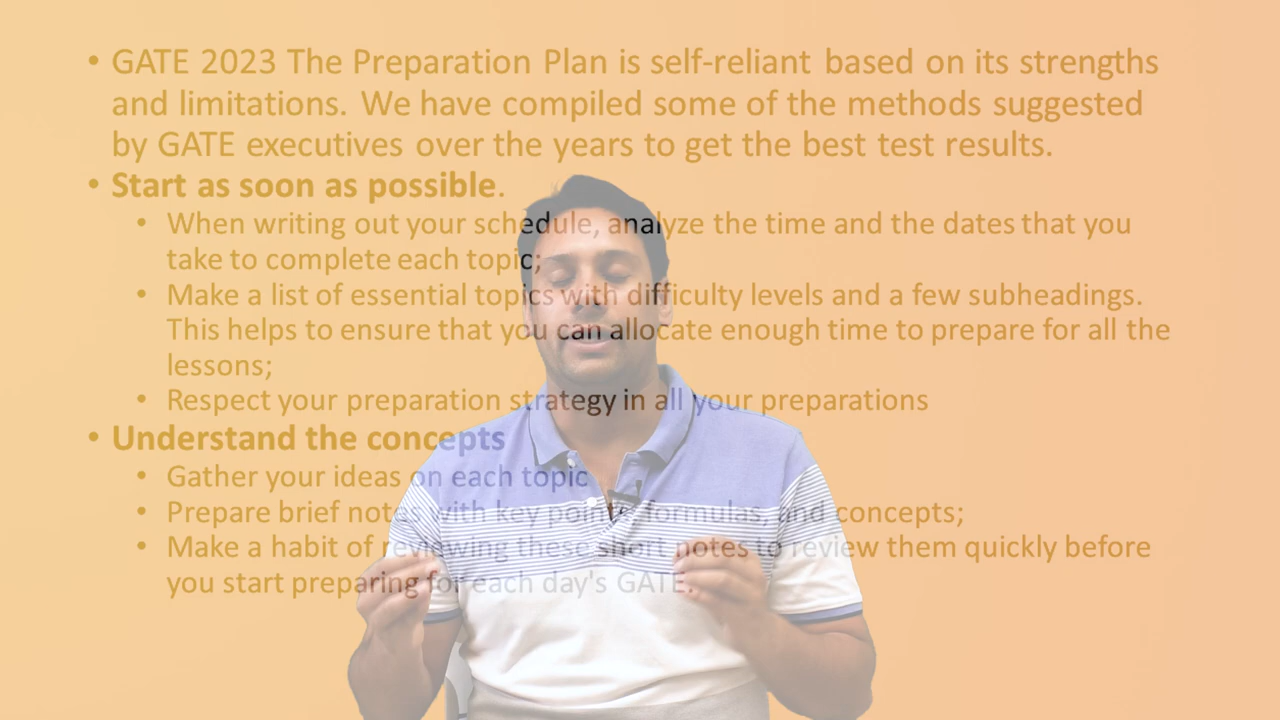 • GATE 2023 The Preparation Plan is self-reliant based on its strengths
and limitations. We have compiled some of the methods suggested
by GATE executives over the years to get the best test results.
• Start as soon as possible.
• When writing out your schedule, analyze the time and the dates that you
take to complete each topic;
• Make a list of essential topics with difficulty levels and a few subheadings.
This helps to ensure that you can allocate enough time to prepare for all the
lessons;
• Respect your preparation strategy in all your preparations
• Understand the concepts
• Gather your ideas on each topic
• Prepare brief notes with key points, formulas, and concepts;
• Make a habit of reviewing these short notes to review them quickly before
you start preparing for each day's GATE.